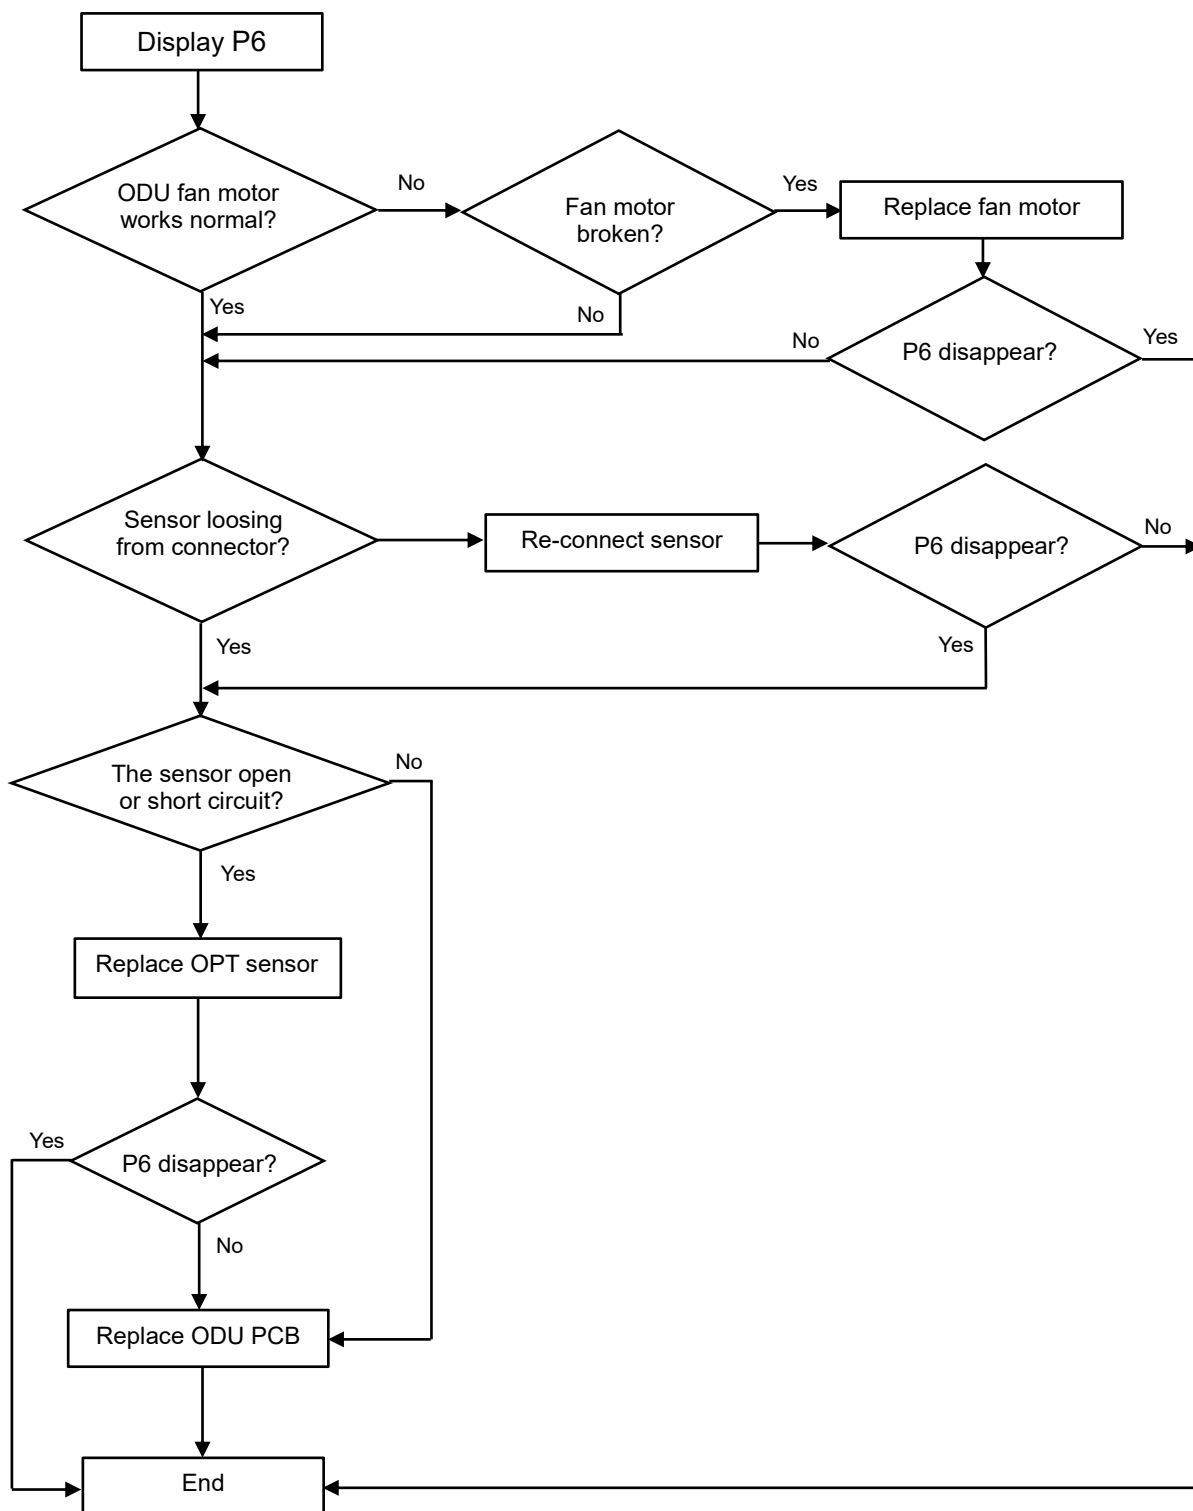 Display P6
ODU fan motor
works normal?
No
Fan motor
broken?
Yes
Replace fan motor
Yes
No
No
P6 disappear?
Yes
Sensor loosing
from connector?
Re-connect sensor
P6 disappear?
No
Yes
Yes
The sensor open
or short circuit?
No
Yes
Replace OPT sensor
Yes
P6 disappear?
No
Replace ODU PCB
End